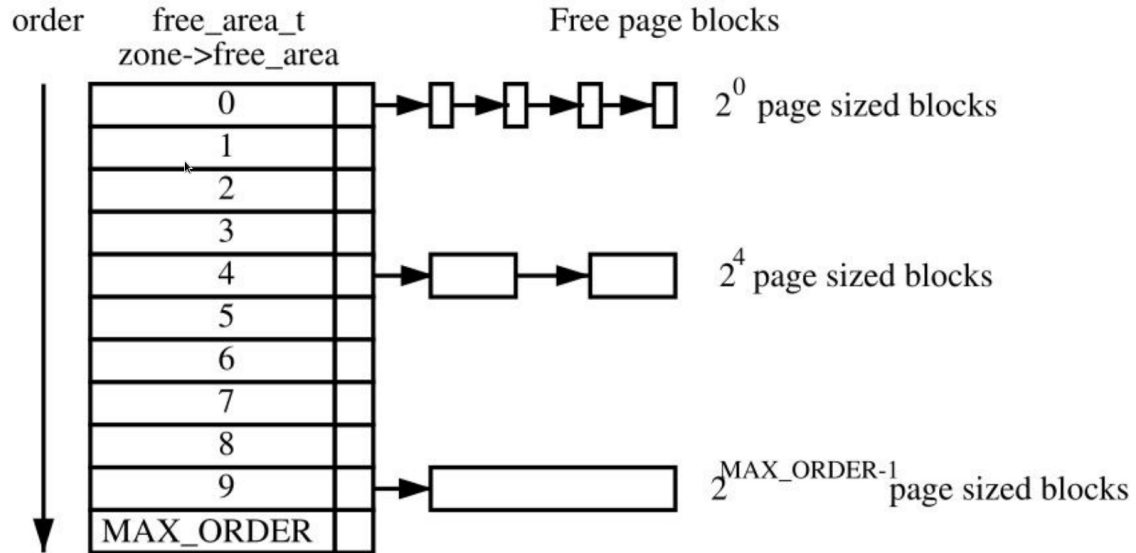 order free_area_t Free page blocks
zone->free_area
0 2^0 page sized blocks
1
2
3
4 2^4 page sized blocks
5
6
7
8
9 2^MAX_ORDER-1 page sized blocks
MAX_ORDER